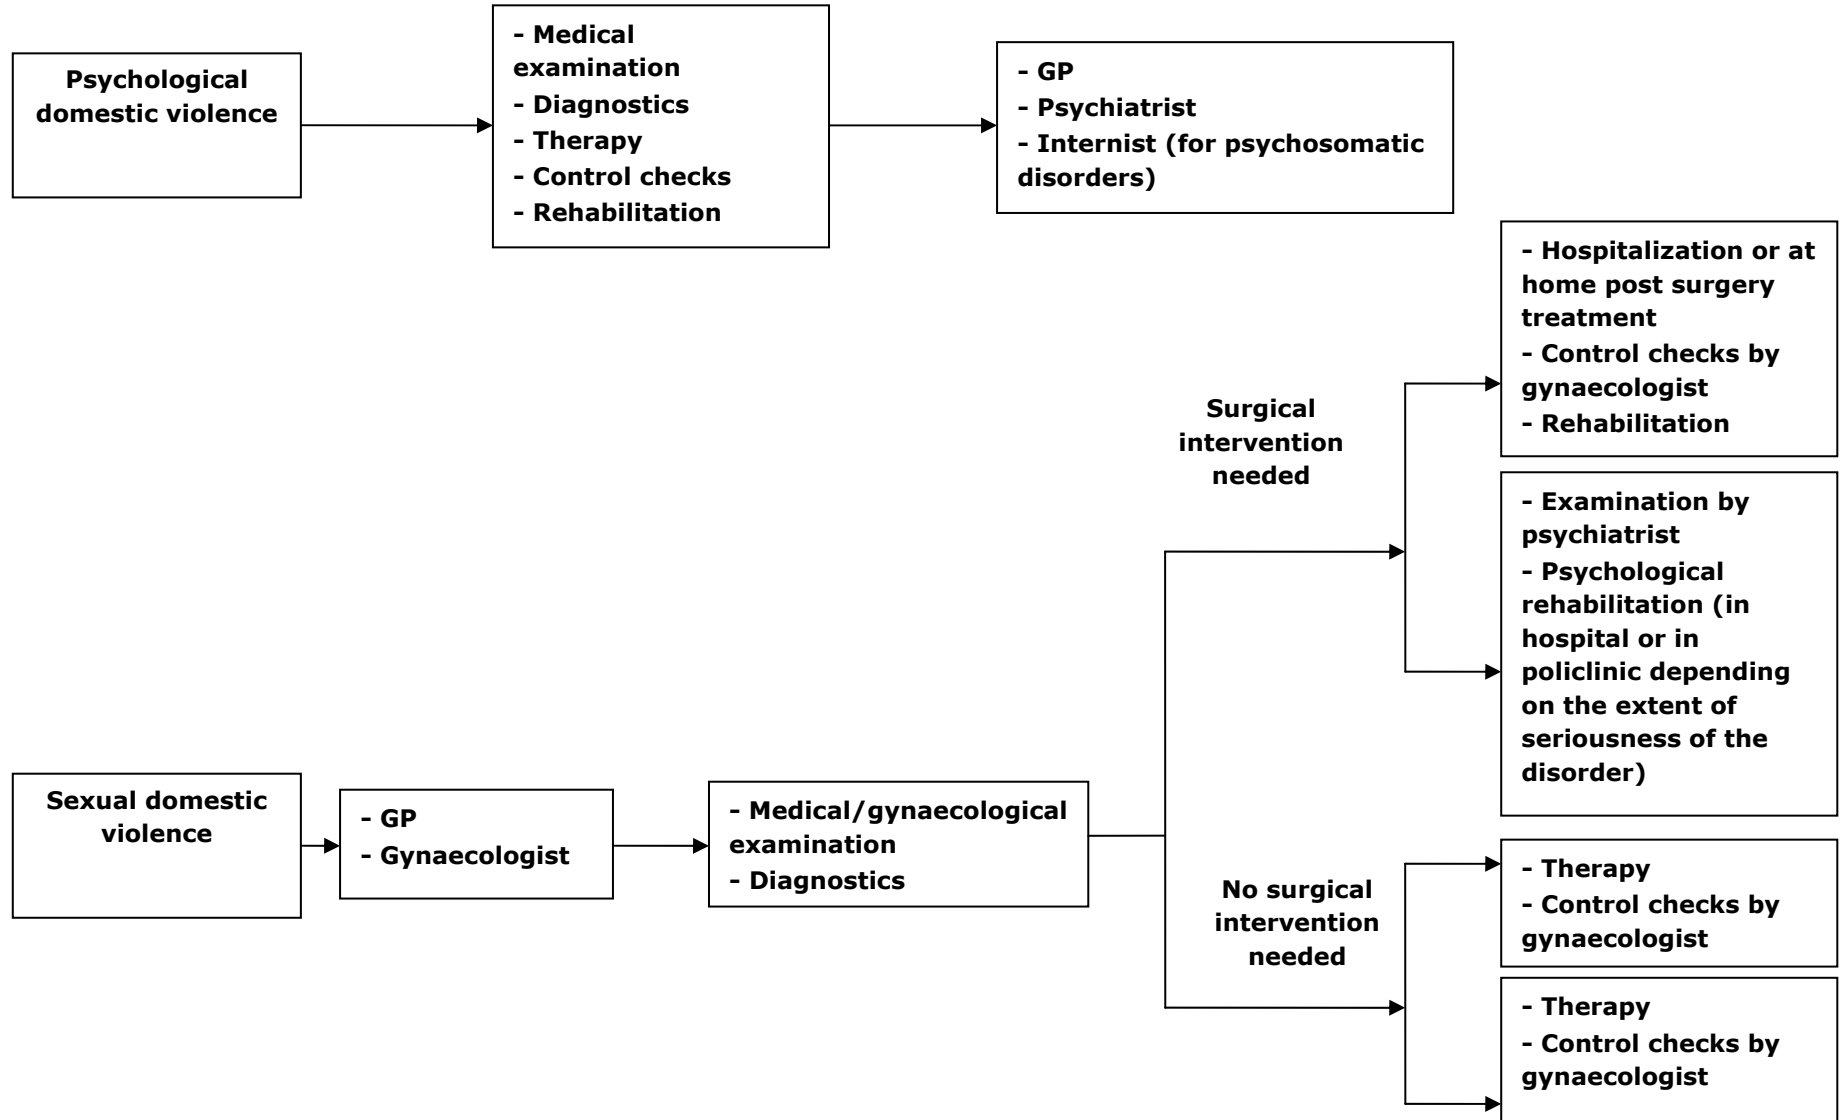 Psychological
domestic violence
- Medical
examination
- Diagnostics
- Therapy
- Control checks
- Rehabilitation
- GP
- Psychiatrist
- Internist (for psychosomatic
disorders)
Sexual domestic
violence
- GP
- Gynaecologist
- Medical/gynaecological
examination
- Diagnostics
Surgical
intervention
needed
- Hospitalization or at
home post surgery
treatment
- Control checks by
gynaecologist
- Rehabilitation
- Examination by
psychiatrist
- Psychological
rehabilitation (in
hospital or in
policlinic depending
on the extent of
seriousness of the
disorder)
No surgical
intervention
needed
- Therapy
- Control checks by
gynaecologist
- Therapy
- Control checks by
gynaecologist